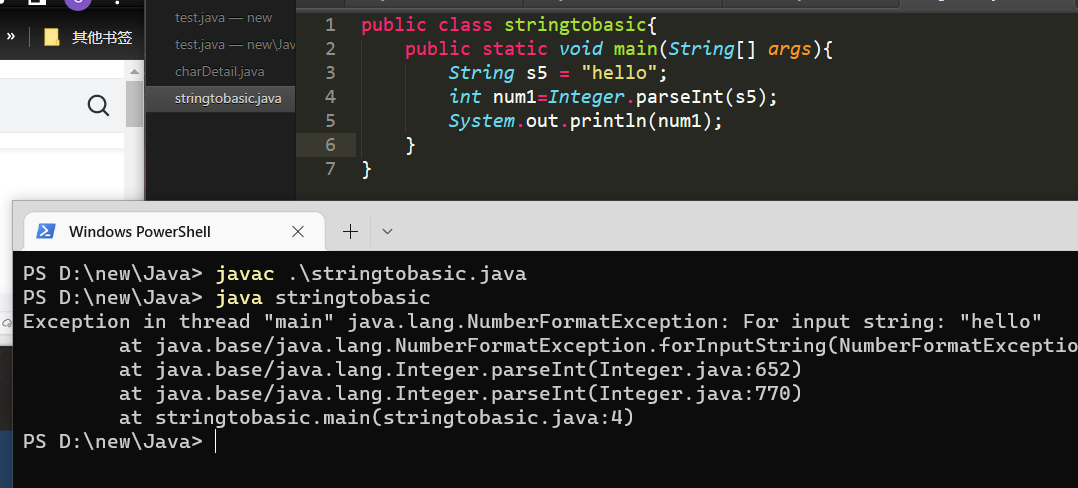 »
其他书签
test.java — new
test.java — new\Jav
charDetail.java
stringtobasic.java
1 public class stringtobasic{
2 public static void main(String[] args){
3 String s5 = "hello";
4 int num1=Integer.parseInt(s5);
5 System.out.println(num1);
6 }
7 }
Windows PowerShell
PS D:\new\Java> javac .\stringtobasic.java
PS D:\new\Java> java stringtobasic
Exception in thread "main" java.lang.NumberFormatException: For input string: "hello"
at java.base/java.lang.NumberFormatException.forInputString(NumberFormatExceptio
at java.base/java.lang.Integer.parseInt(Integer.java:652)
at java.base/java.lang.Integer.parseInt(Integer.java:770)
at stringtobasic.main(stringtobasic.java:4)
PS D:\new\Java>